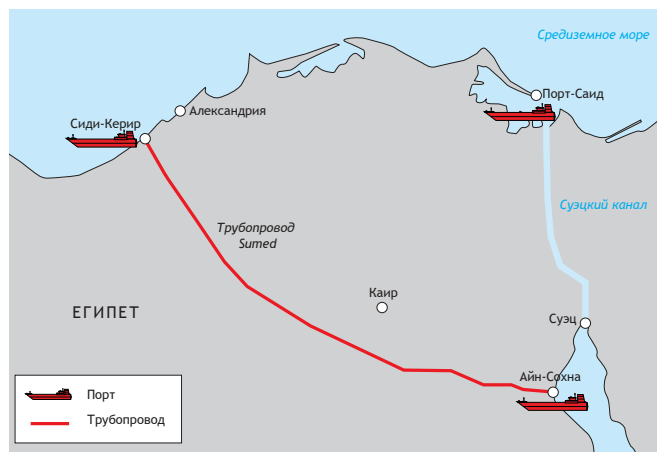 Средиземное море
Порт-Саид
Александрия
Сиди-Керир
Суэцкий канал
Трубопровод
Sumed
Каир
ЕГИПЕТ
Суэц
Айн-Сохна
Порт
Трубопровод